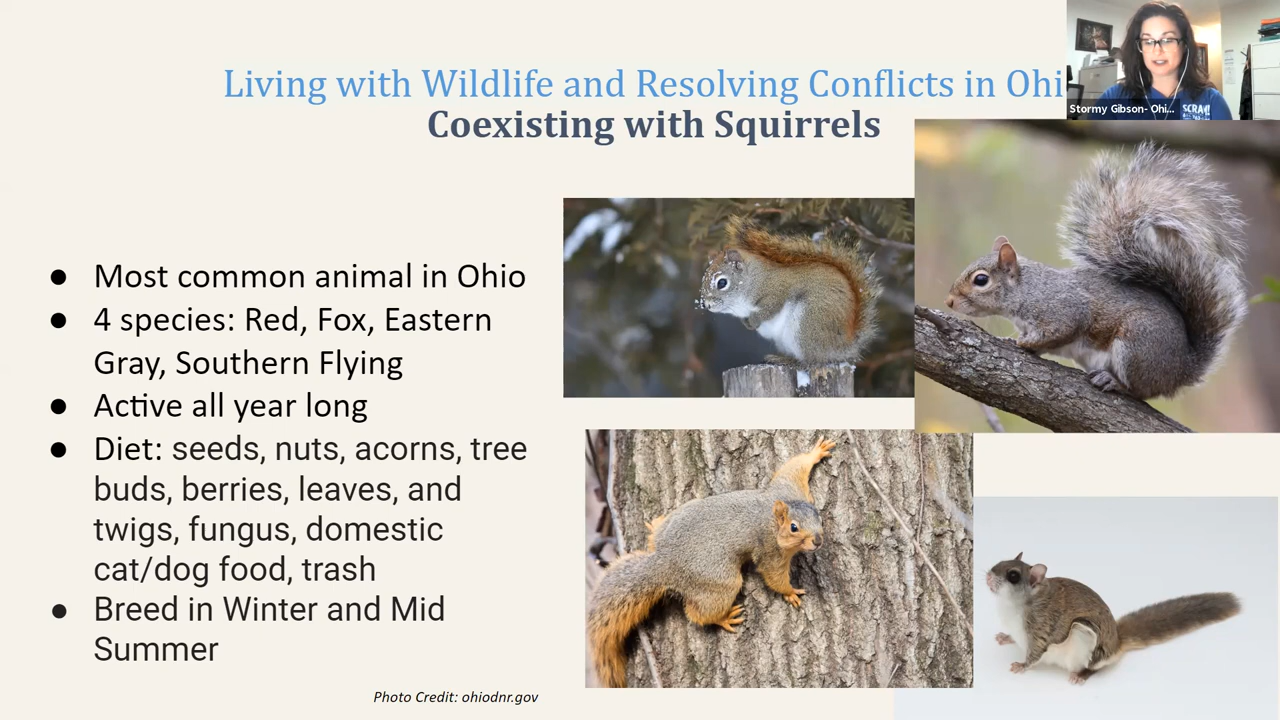 Living with Wildlife and Resolving Conflicts in Ohi
Coexisting with Squirrels
Stormy Gibson- Ohi...
● Most common animal in Ohio
● 4 species: Red, Fox, Eastern
Gray, Southern Flying
● Active all year long
● Diet: seeds, nuts, acorns, tree
buds, berries, leaves, and
twigs, fungus, domestic
cat/dog food, trash
● Breed in Winter and Mid
Summer
Photo Credit: ohiodnr.gov